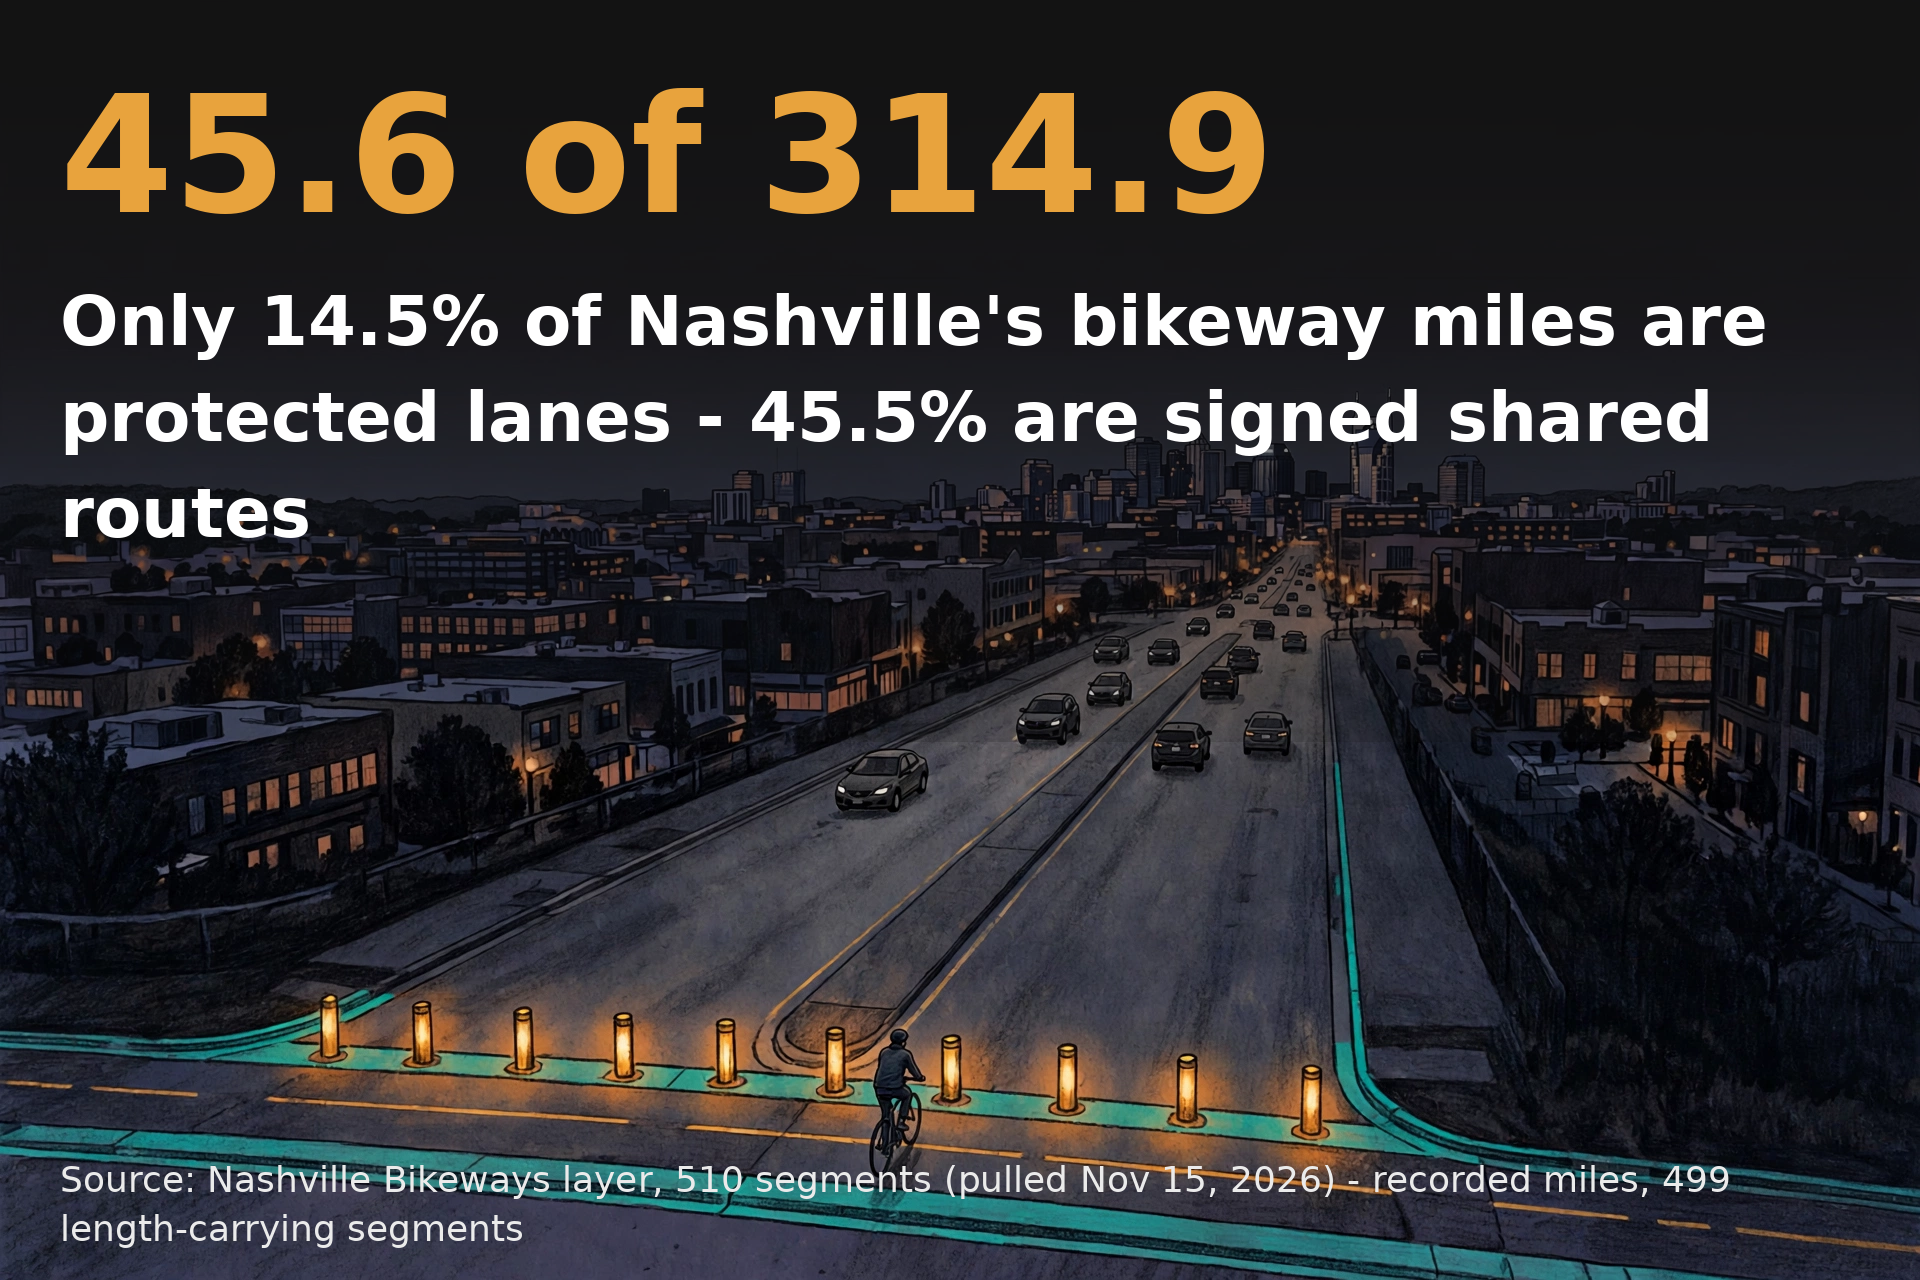 45.6 of 314.9
Only 14.5% of Nashville's bikeway miles are
protected lanes - 45.5% are signed shared
routes
Source: Nashville Bikeways layer, 510 segments (pulled Nov 15, 2026) - recorded miles, 499
length-carrying segments